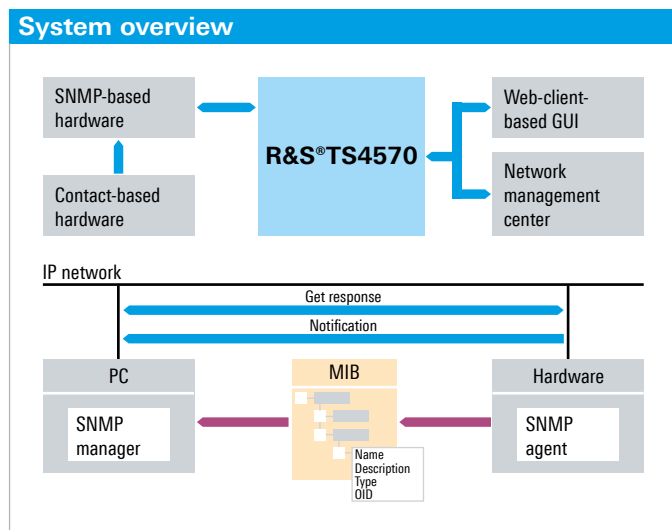 System overview
SNMP-based
hardware
Contact-based
hardware
R&S®TS4570
Web-client-
based GUI
Network
management
center
IP network
Get response
Notification
PC
SNMP
manager
MIB
Name
Description
Type
OID
Hardware
SNMP
agent